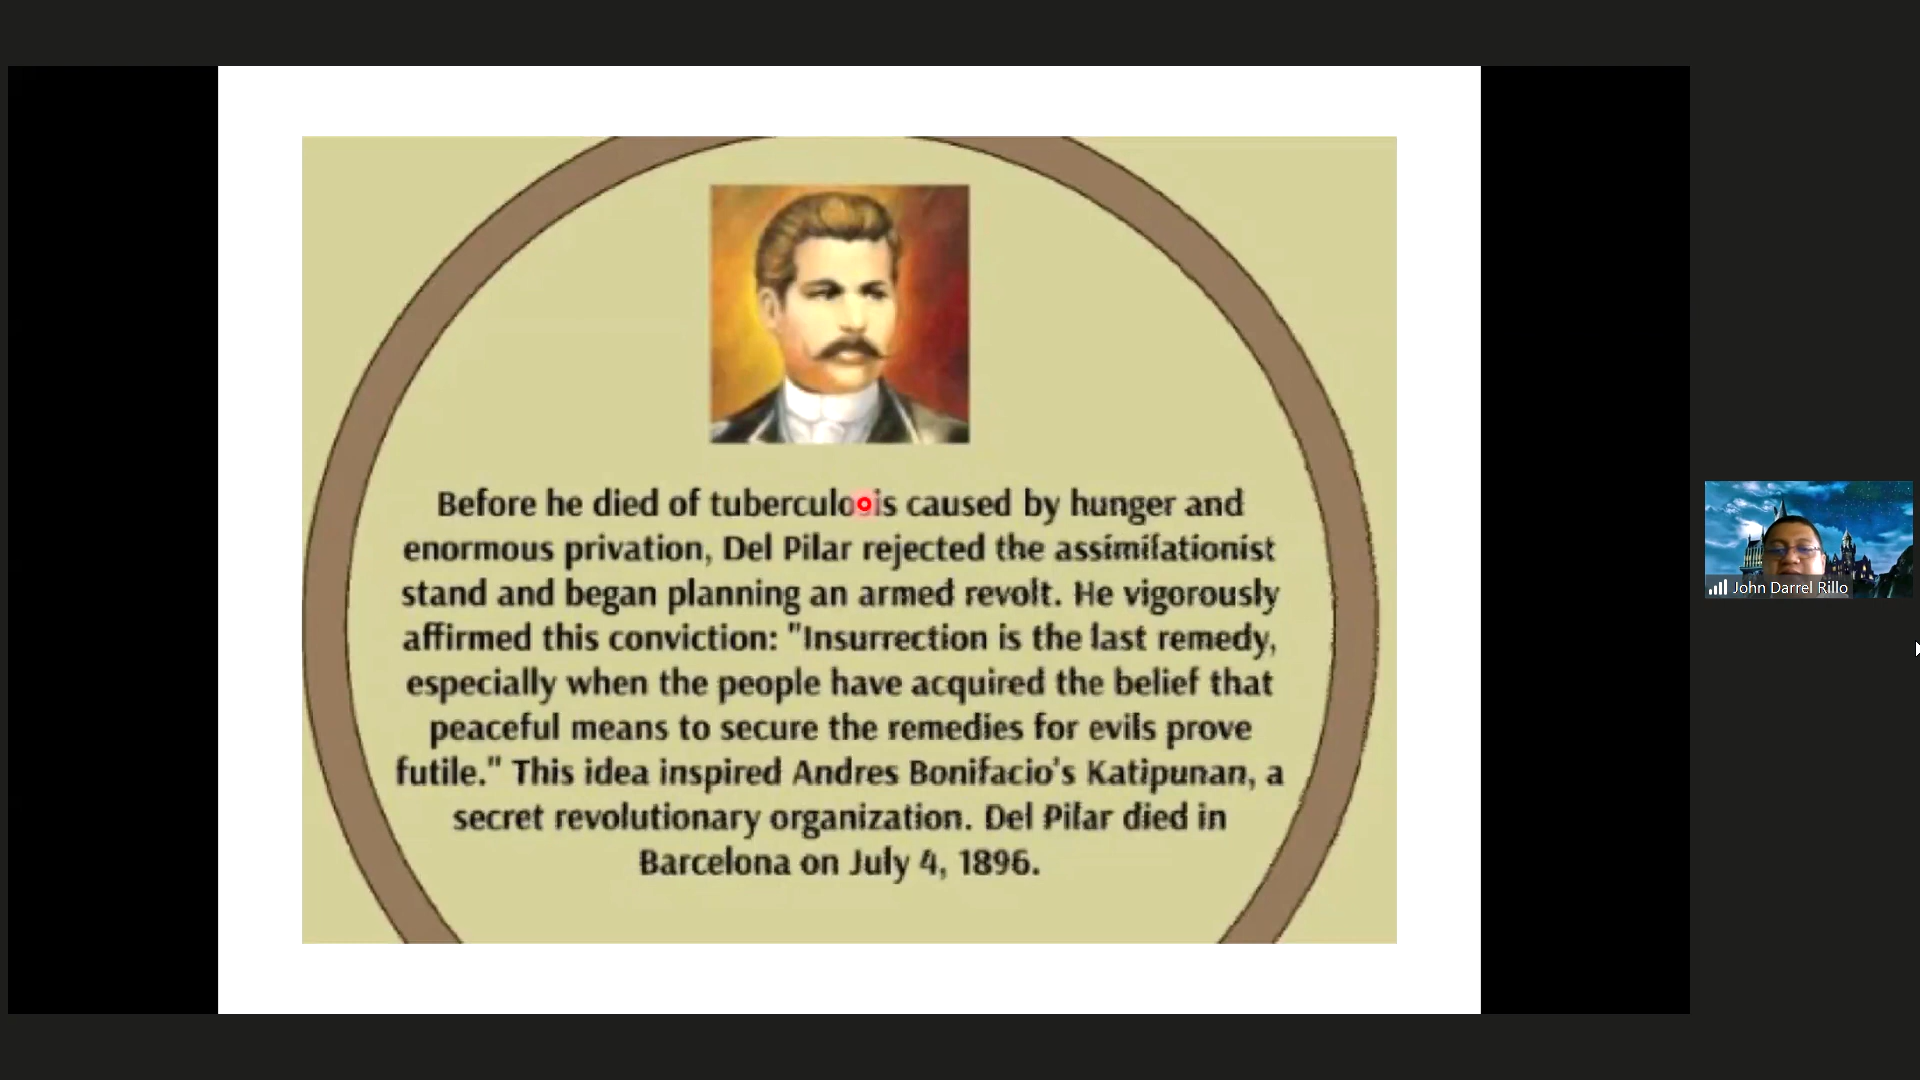 Before he died of tuberculosis caused by hunger and
enormous privation, Del Pilar rejected the assimilationist
stand and began planning an armed revolt. He vigorously
affirmed this conviction: "Insurrection is the last remedy,
especially when the people have acquired the belief that
peaceful means to secure the remedies for evils prove
futile." This idea inspired Andres Bonifacio's Katipunan, a
secret revolutionary organization. Del Pilar died in
Barcelona on July 4, 1896.
John Darrel Rillo